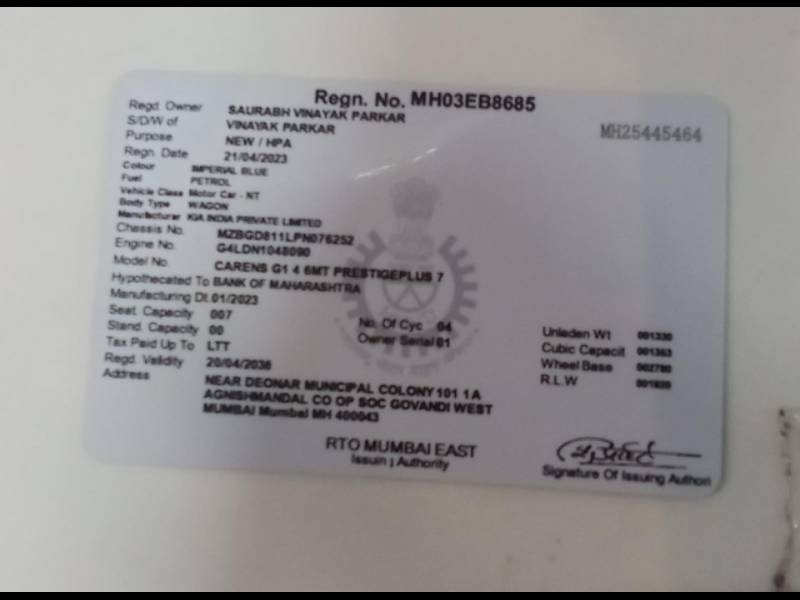 Regn. No. MH03EB8685
MH25445464
Regd. Owner SAURABH VINAYAK PARKAR
S/D/W of VINAYAK PARKAR
Purpose NEW / HPA
Regn. Date 21/04/2023
Colour IMPERIAL BLUE
Fuel PETROL
Vehicle Class Motor Car - NT
Body Type WAGON
Manufacturar KIA INDIA PRIVATE LIMITED
Chassis No. MZBGD811LPN076252
Engine No. G4LDN1048090
Model No. CARENS G1 4 6MT PRESTIGEPLUS 7
Hypothecated To BANK OF MAHARASHTRA
Manufacturing Dt. 01/2023
Seat. Capacity 007 No. Of Cyc 04 Unladen Wt 001330
Stand. Capacity 00 Owner Serial 01 Cubic Capacit 001353
Tax Paid Up To LTT Wheel Base 002780
Regd. Validity 20/04/2038 R.L.W
Address NEAR DEONAR MUNICIPAL COLONY 101 1A
AGNISHMANDAL CO OP SOC GOVANDI WEST
MUMBAI Mumbai MH 400043
RTO MUMBAI EAST
Issuin ; Authority
Signature Of Issuing Authori